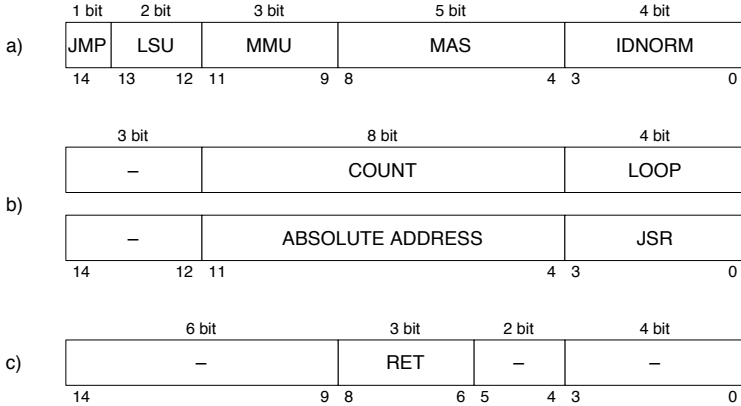 1 bit 2 bit 3 bit 5 bit 4 bit
a) JMP LSU MMU MAS IDNORM
14 13 12 11 9 8 4 3 0
3 bit 8 bit 4 bit
– COUNT LOOP
b)
– ABSOLUTE ADDRESS JSR
14 12 11 4 3 0
6 bit 3 bit 2 bit 4 bit
c) – RET – –
14 9 8 6 5 4 3 0